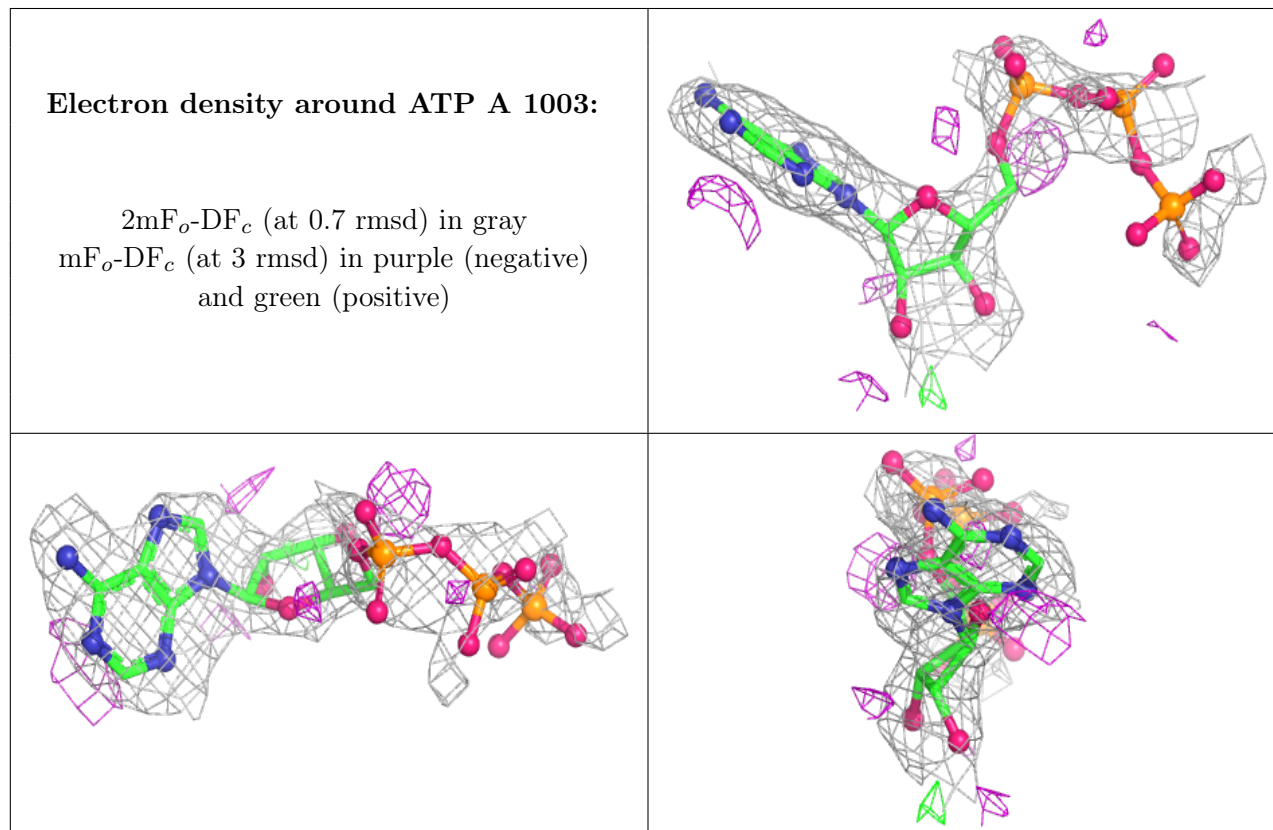 Electron density around ATP A 1003:
2mFo-DFc (at 0.7 rmsd) in gray
mFo-DFc (at 3 rmsd) in purple (negative)
and green (positive)